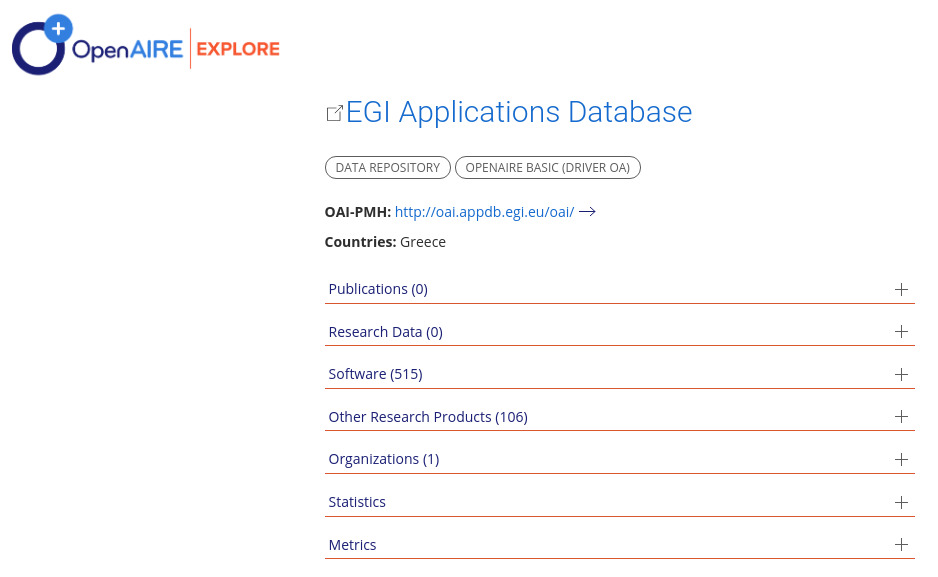 OpenAIRE | EXPLORE
EGI Applications Database
DATA REPOSITORY OPENAIRE BASIC (DRIVER OA)
OAI-PMH: http://oai.appdb.egi.eu/oai/
Countries: Greece
Publications (0)
Research Data (0)
Software (515)
Other Research Products (106)
Organizations (1)
Statistics
Metrics